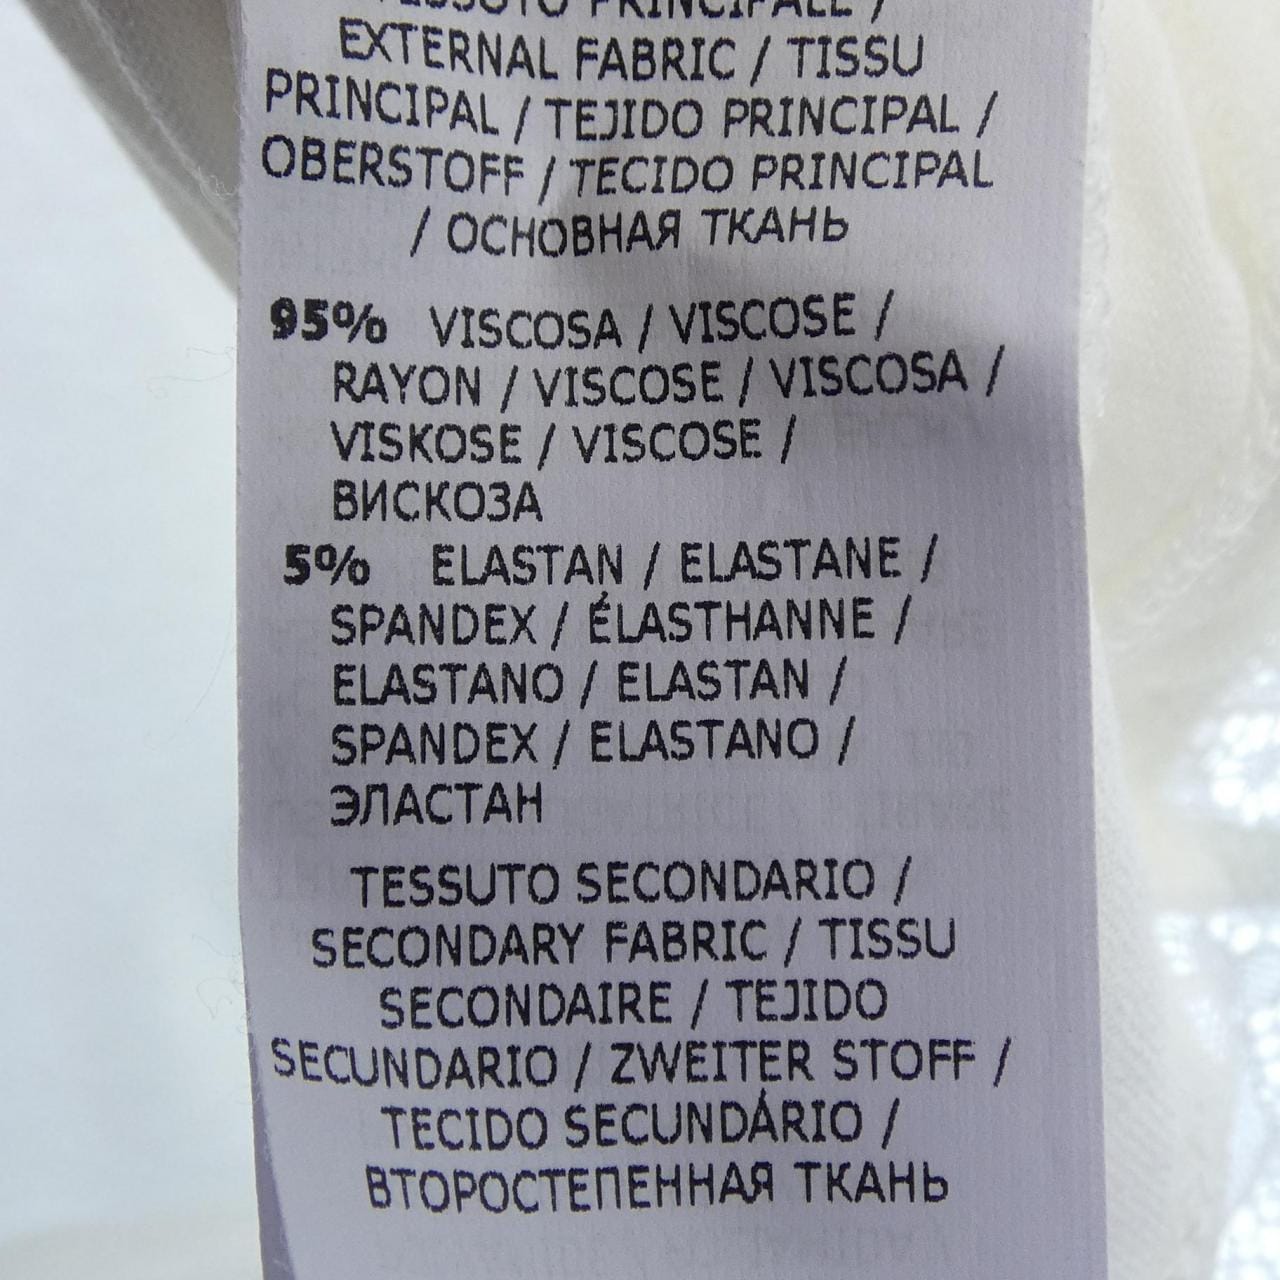 TESSUTO PRINCIPALE /
EXTERNAL FABRIC / TISSU
PRINCIPAL / TEJIDO PRINCIPAL /
OBERSTOFF / TECIDO PRINCIPAL
/ ОСНОВНАЯ ТКАНЬ
95% VISCOSA / VISCOSE /
RAYON / VISCOSE / VISCOSA /
VISKOSE / VISCOSE /
ВИСКОЗА
5% ELASTAN / ELASTANE /
SPANDEX / ÉLASTHANNE /
ELASTANO / ELASTAN /
SPANDEX / ELASTANO /
ЭЛАСТАН
TESSUTO SECONDARIO /
SECONDARY FABRIC / TISSU
SECONDAIRE / TEJIDO
SECUNDARIO / ZWEITER STOFF /
TECIDO SECUNDÁRIO /
ВТОРОСТЕПЕННАЯ ТКАНЬ